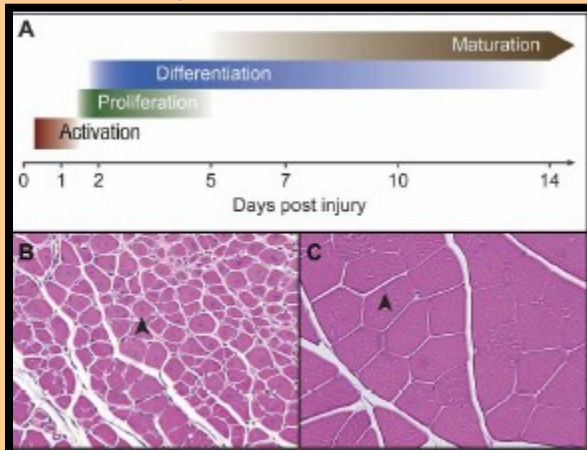 A
Maturation
Differentiation
Proliferation
Activation
0 1 2 5 7 10 14
Days post injury
B C